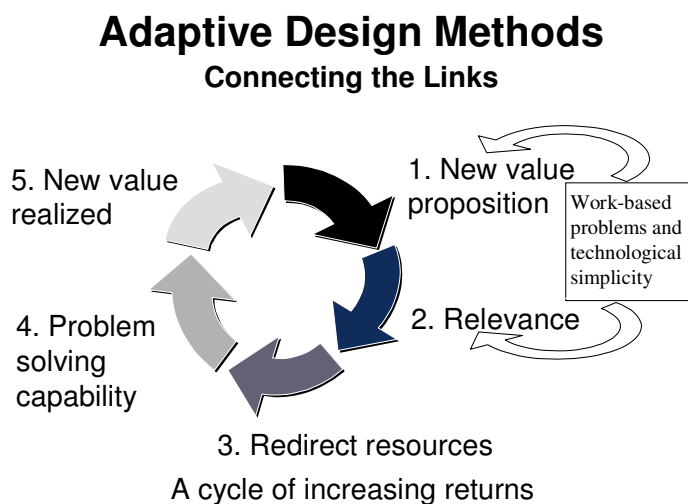 Adaptive Design Methods
Connecting the Links
1. New value
proposition
Work-based
problems and
technological
simplicity
2. Relevance
3. Redirect resources
4. Problem
solving
capability
5. New value
realized
A cycle of increasing returns